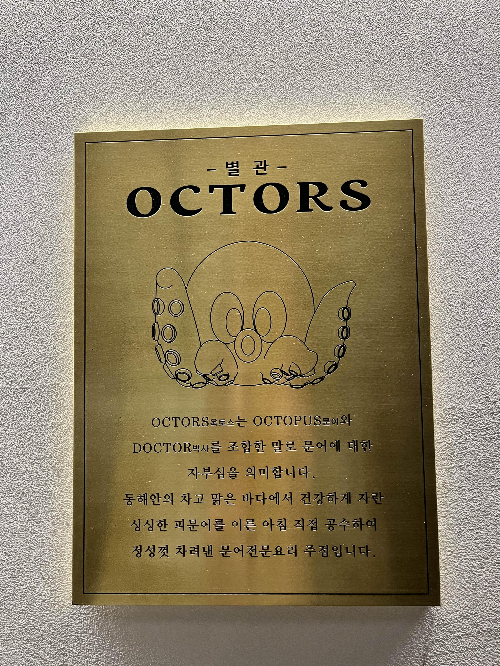 - 별 관 -
OCTORS
OCTORS옥토스는 OCTOPUS문어와
DOCTOR박사를 조합한 말로 문어에 대한
자부심을 의미합니다.
동해안의 차고 맑은 바다에서 건강하게 자란
싱싱한 피문어를 이른 아침 직접 공수하여
정성껏 차려낸 문어전문요리 주점입니다.